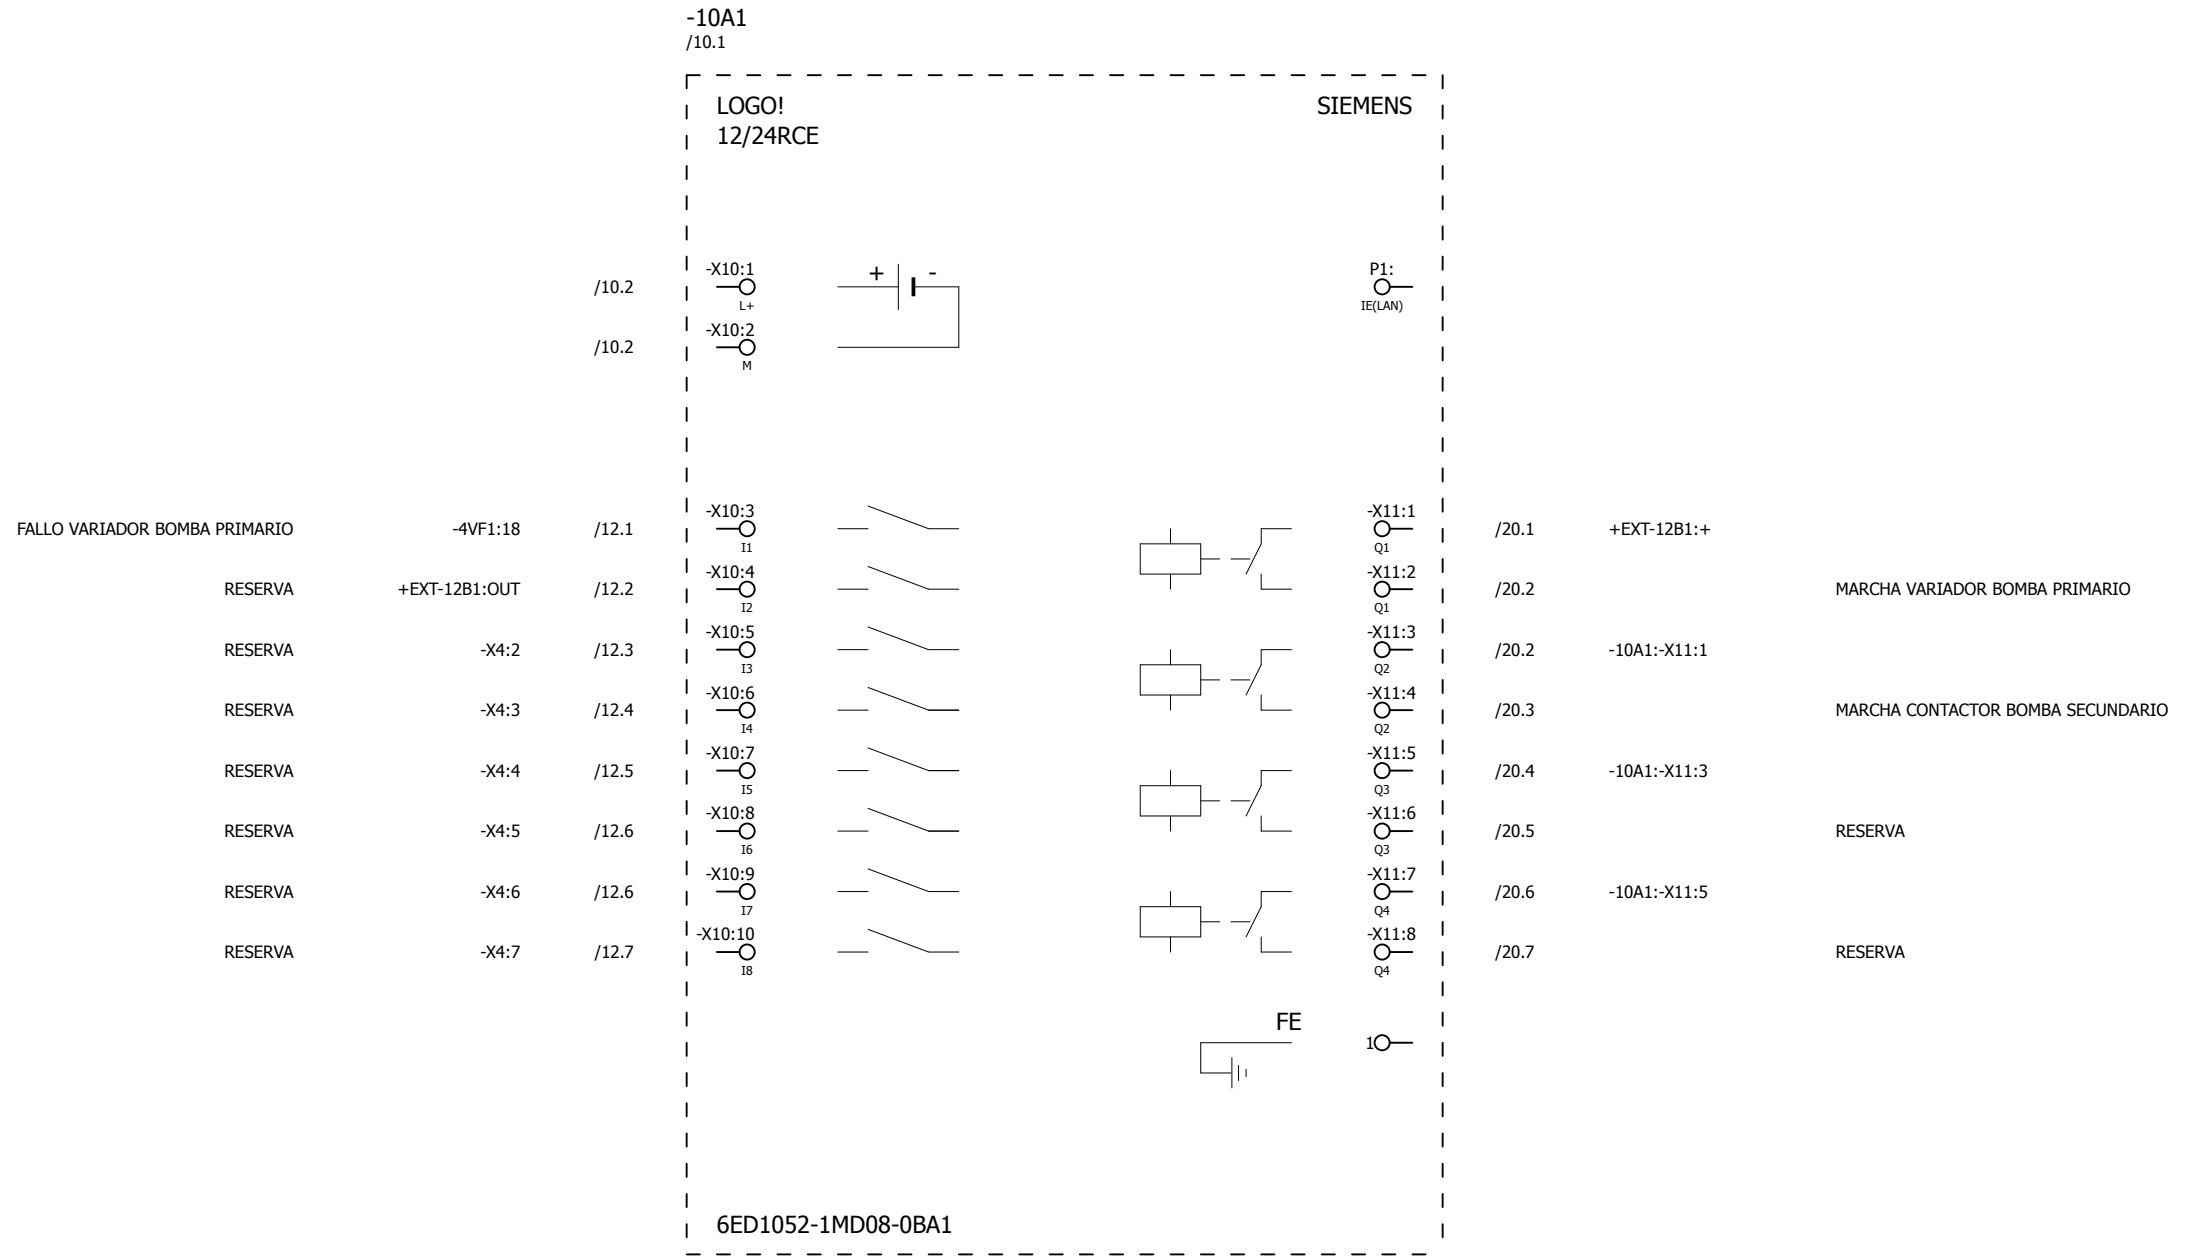 -10A1
/10.1
LOGO! SIEMENS
12/24RCE
-X10:1 + - P1:
/10.2
L+ IE(LAN)
-X10:2
/10.2
M
-X10:3 -X11:1
FALLO VARIADOR BOMBA PRIMARIO -4VF1:18 /12.1 /20.1 +EXT-12B1:+
I1 Q1
-X10:4 -X11:2
RESERVA +EXT-12B1:OUT /12.2 /20.2 MARCHA VARIADOR BOMBA PRIMARIO
I2 Q1
-X10:5 -X11:3
RESERVA -X4:2 /12.3 /20.2 -10A1:-X11:1
I3 Q2
-X10:6 -X11:4
RESERVA -X4:3 /12.4 /20.3 MARCHA CONTACTOR BOMBA SECUNDARIO
I4 Q2
-X10:7 -X11:5
RESERVA -X4:4 /12.5 /20.4 -10A1:-X11:3
I5 Q3
-X10:8 -X11:6
RESERVA -X4:5 /12.6 /20.5 RESERVA
I6 Q3
-X10:9 -X11:7
RESERVA -X4:6 /12.6 /20.6 -10A1:-X11:5
I7 Q4
-X10:10 -X11:8
RESERVA -X4:7 /12.7 /20.7 RESERVA
I8 Q4
FE
1
6ED1052-1MD08-0BA1